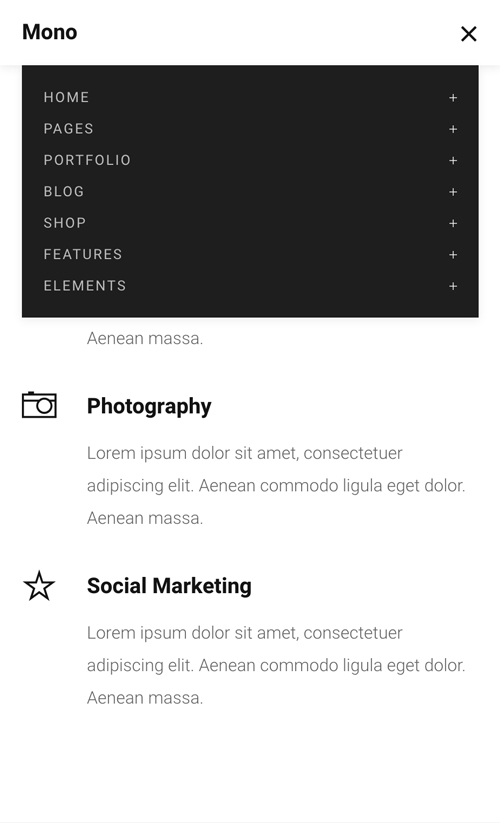 Mono
HOME +
PAGES +
PORTFOLIO +
BLOG +
SHOP +
FEATURES +
ELEMENTS +
Aenean massa.
Photography
Lorem ipsum dolor sit amet, consectetuer
adipiscing elit. Aenean commodo ligula eget dolor.
Aenean massa.
Social Marketing
Lorem ipsum dolor sit amet, consectetuer
adipiscing elit. Aenean commodo ligula eget dolor.
Aenean massa.